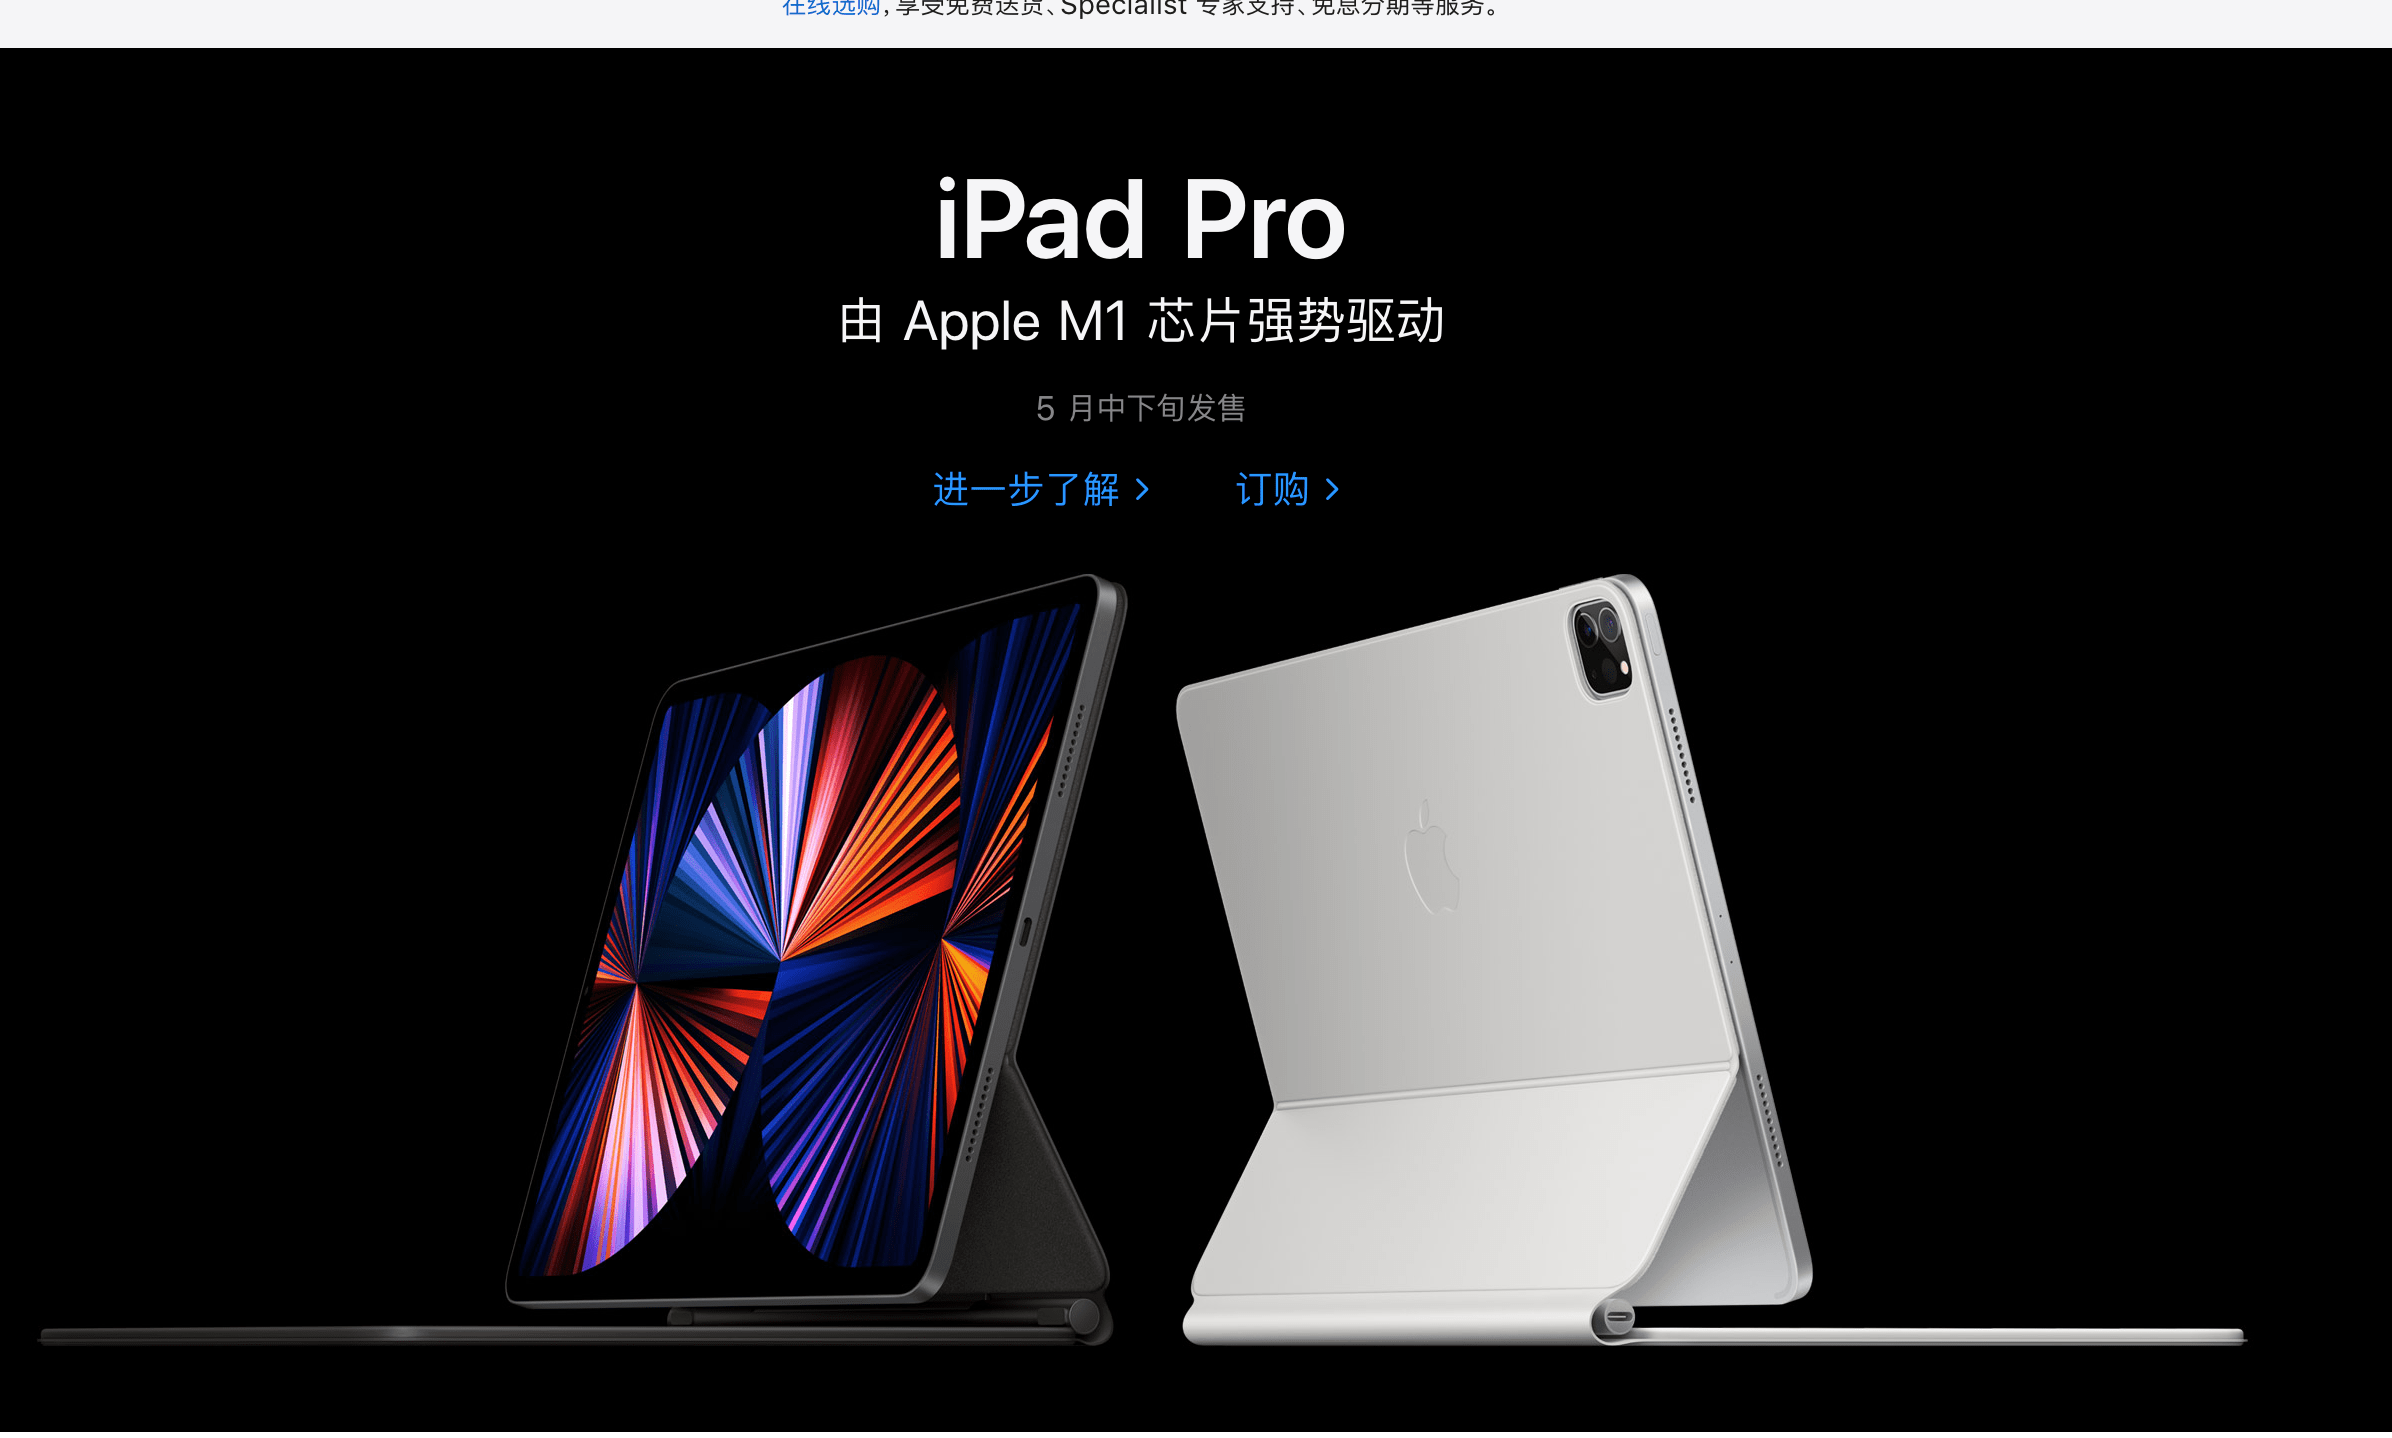 在线选购，享受免费送货、Specialist 专家支持、免息分期等服务。
iPad Pro
由 Apple M1 芯片强势驱动
5 月中下旬发售
进一步了解 >
订购 >